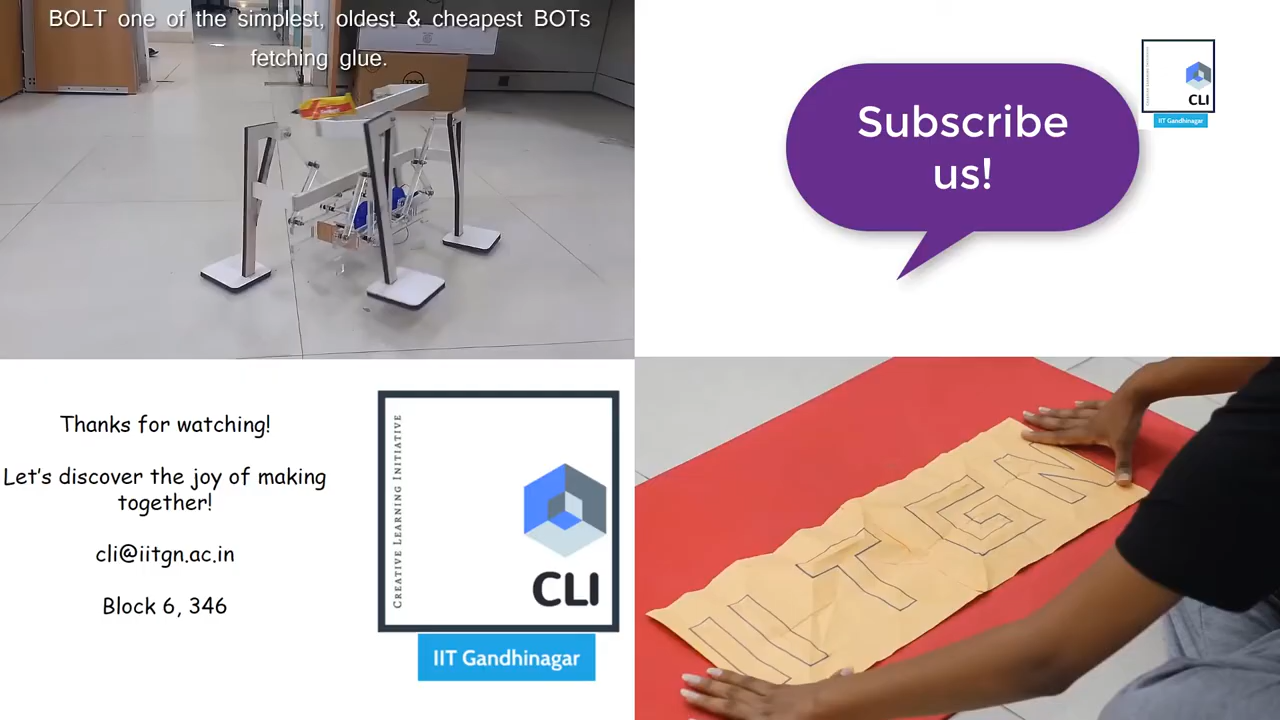 BOLT one of the simplest, oldest & cheapest BOTs
fetching glue.
Subscribe
us!
CLI
IIT Gandhinagar
Thanks for watching!
Let's discover the joy of making
together!
cli@iitgn.ac.in
Block 6, 346
CREATIVE LEARNING INITIATIVE
CLI
IIT Gandhinagar
IITGN